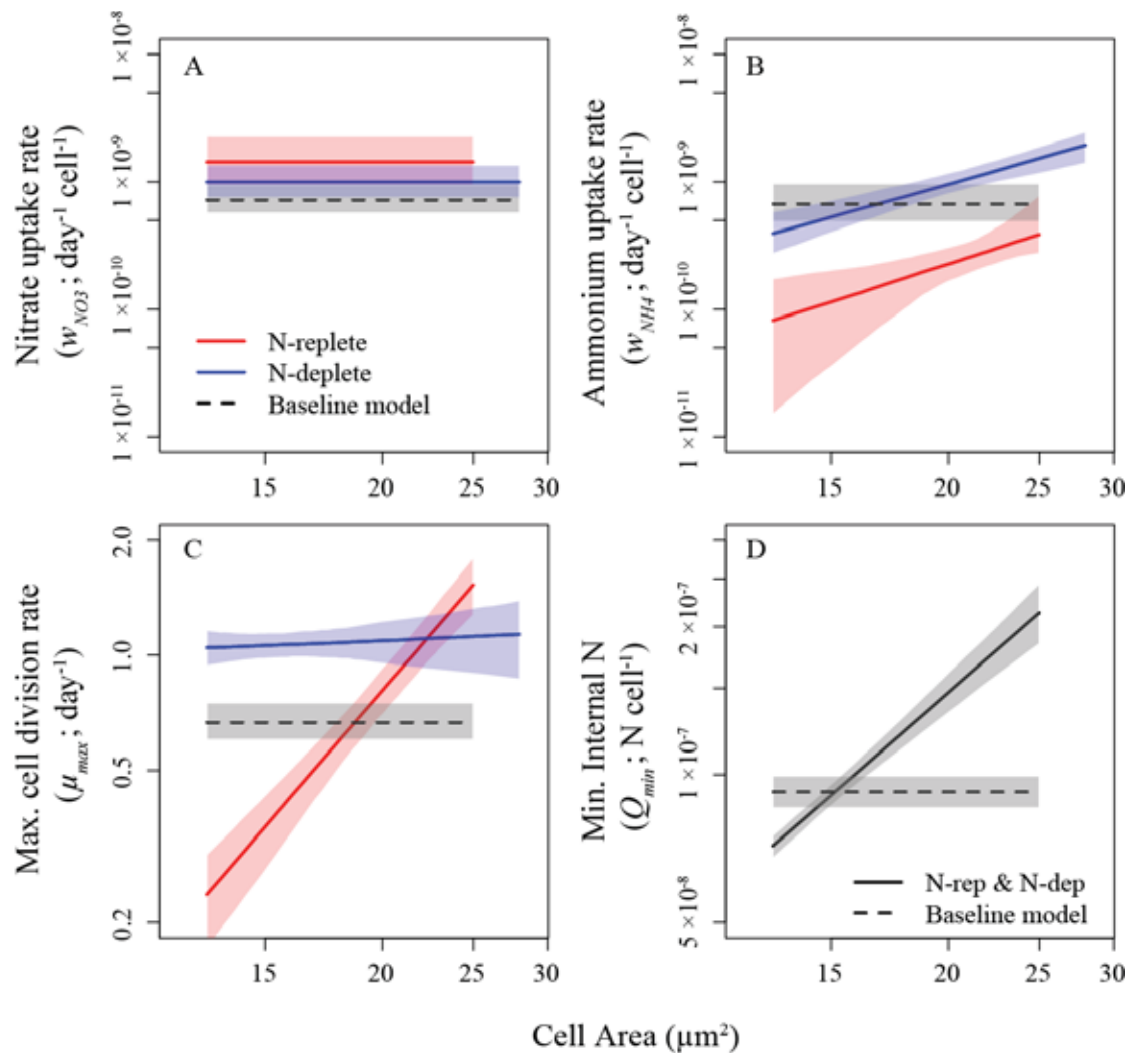 A
Nitrate uptake rate
(w_NO3; day⁻¹ cell⁻¹)
1×10⁻⁸
1×10⁻⁹
1×10⁻¹⁰
1×10⁻¹¹
N-replete
N-deplete
Baseline model
15 20 25 30
B
Ammonium uptake rate
(w_NH4; day⁻¹ cell⁻¹)
1×10⁻⁸
1×10⁻⁹
1×10⁻¹⁰
1×10⁻¹¹
15 20 25 30
C
Max. cell division rate
(μ_max; day⁻¹)
2.0
1.0
0.5
0.2
15 20 25 30
D
Min. Internal N
(Q_min; N cell⁻¹)
2×10⁻⁷
1×10⁻⁷
5×10⁻⁸
N-rep & N-dep
Baseline model
15 20 25 30
Cell Area (μm²)